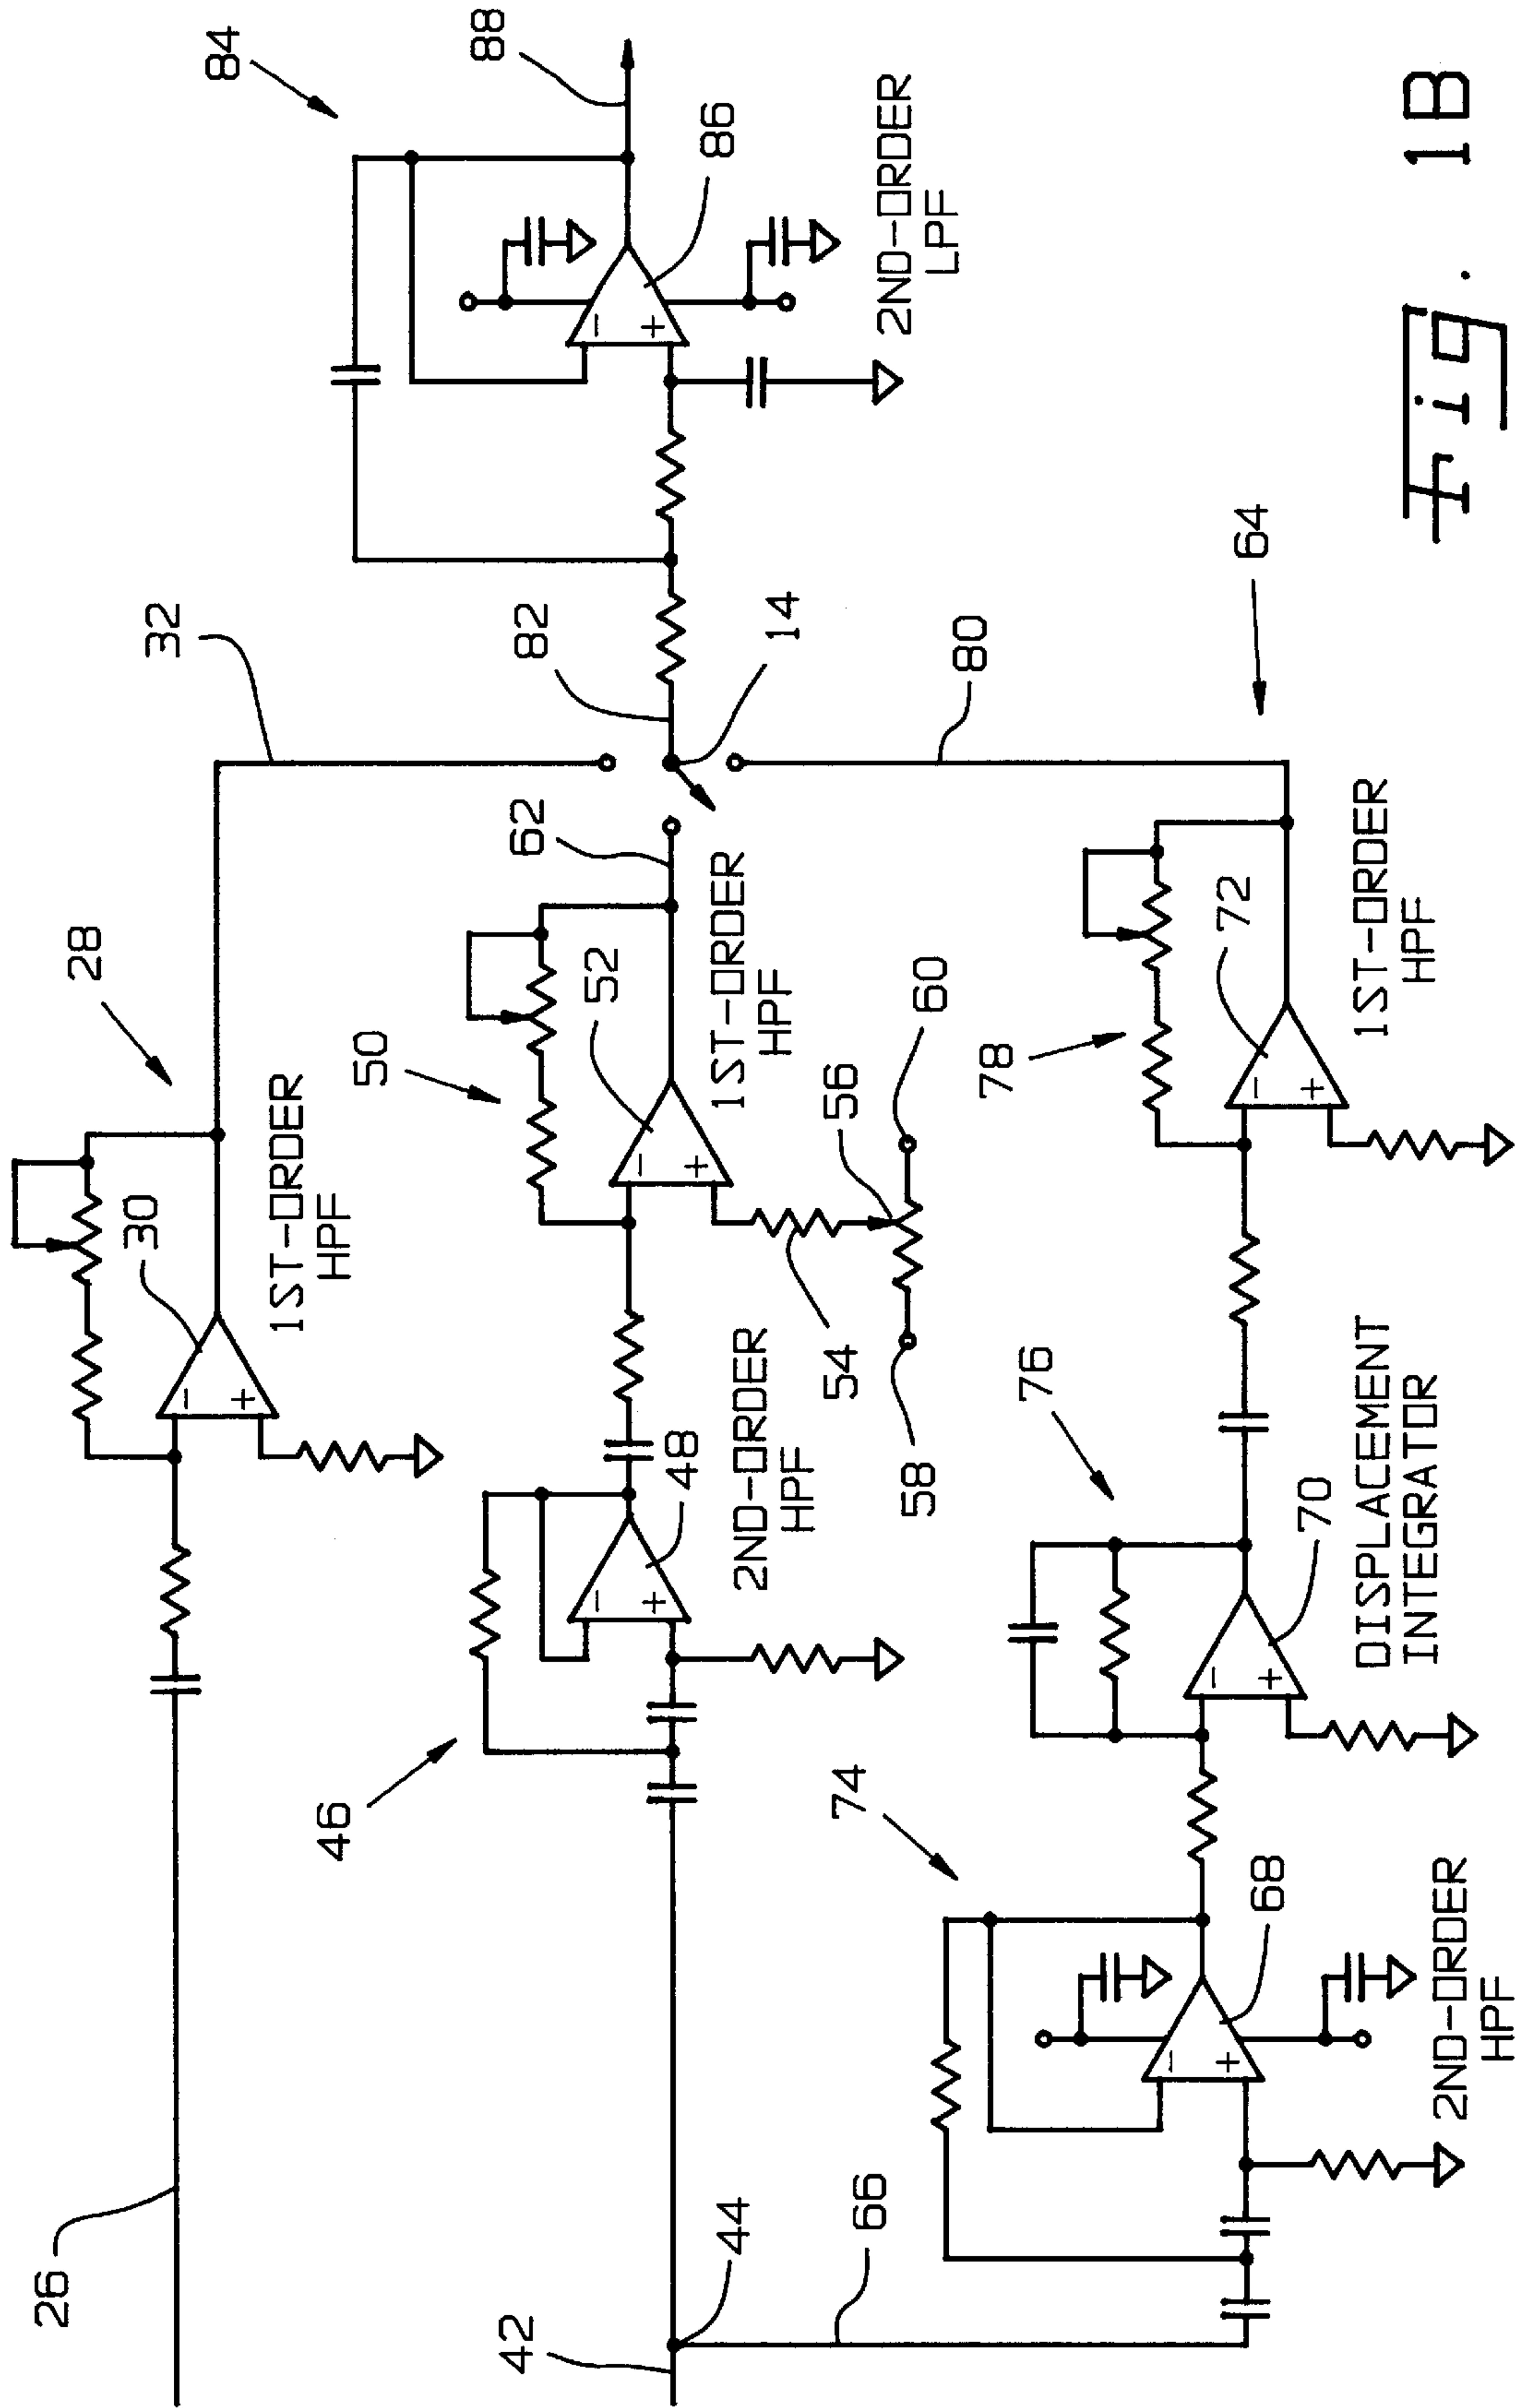 84
88
32
86
2ND-ORDER
LPF
82
14
28
62
64
80
30
1ST-ORDER
HPF
50
52
1ST-ORDER
HPF
60
56
54
58
78
72
1ST-ORDER
HPF
46
48
2ND-ORDER
HPF
76
70
DISPLACEMENT
INTEGRATOR
74
68
2ND-ORDER
HPF
26
42
44
66
- + - + - + - + - + - + - +
Fig. 1B